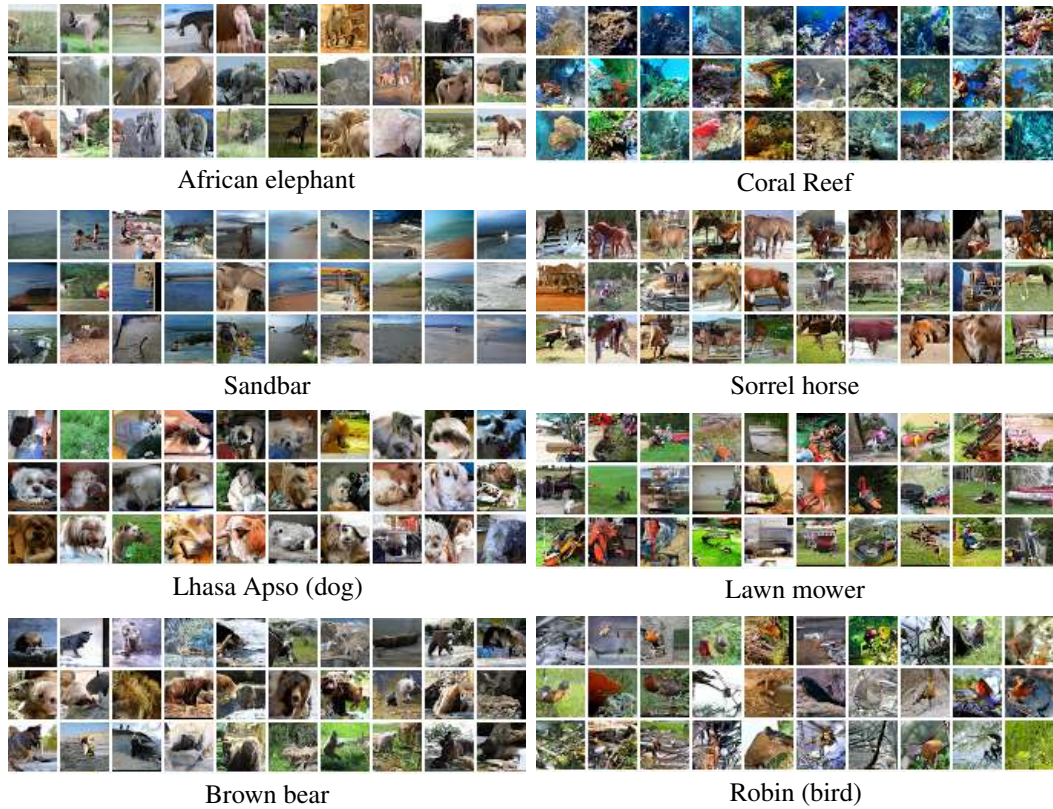 African elephant
Coral Reef
Sandbar
Sorrel horse
Lhasa Apso (dog)
Lawn mower
Brown bear
Robin (bird)